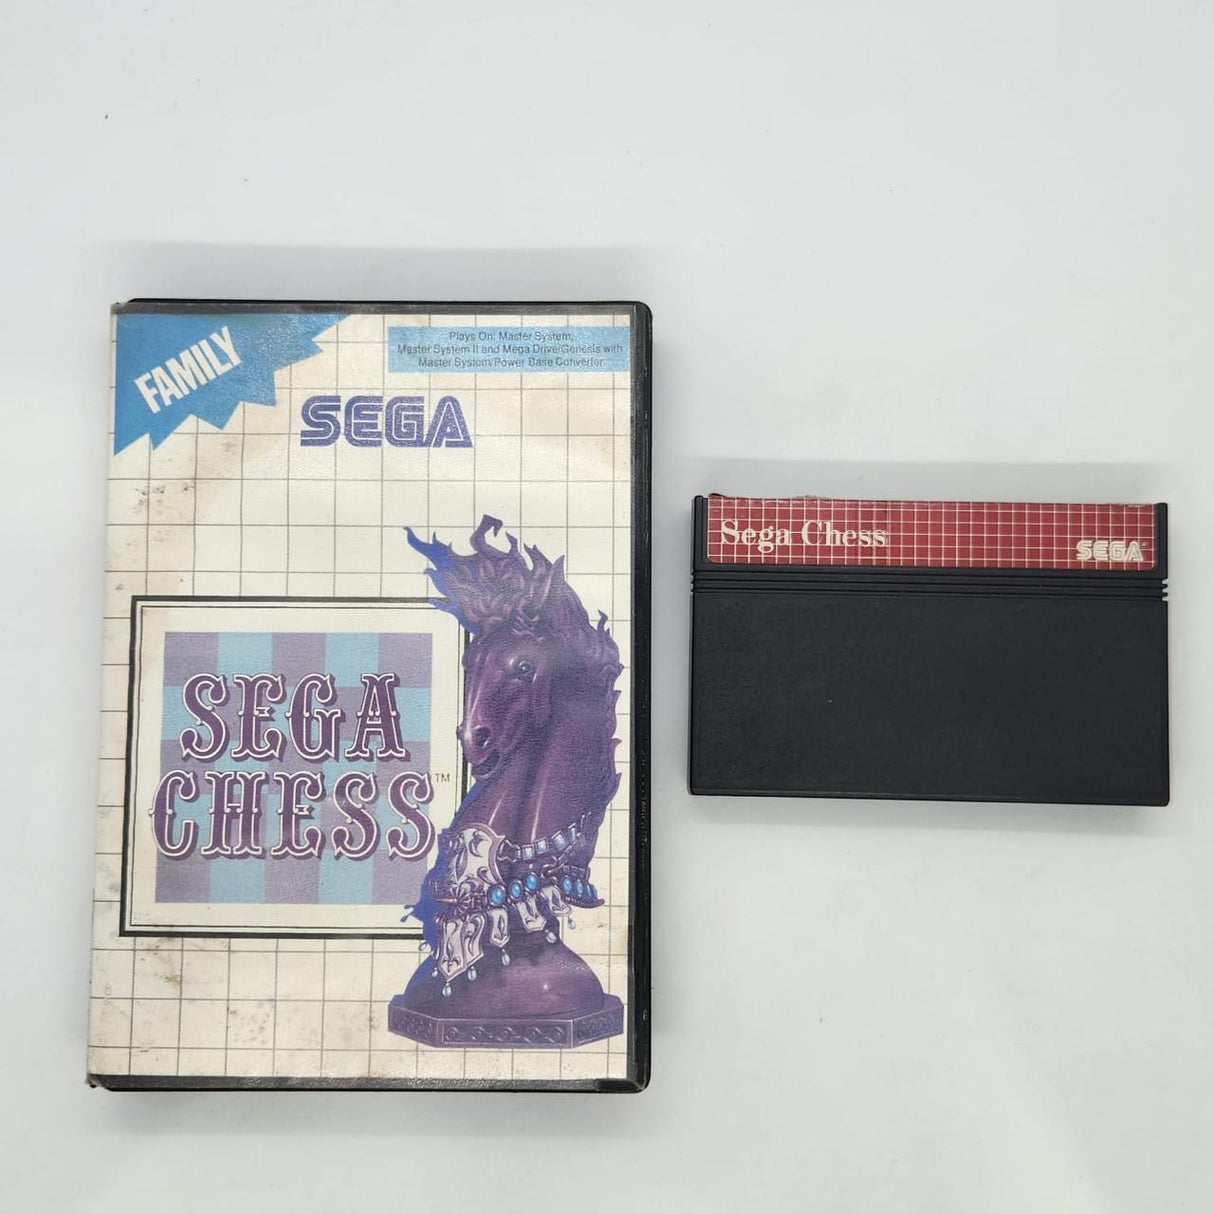 FAMILY
Plays On: Master System,
Master System II and Mega Drive/Genesis with
Master System/Power Base Converter
SEGA
SEGA
CHESS™
Sega Chess
SEGA